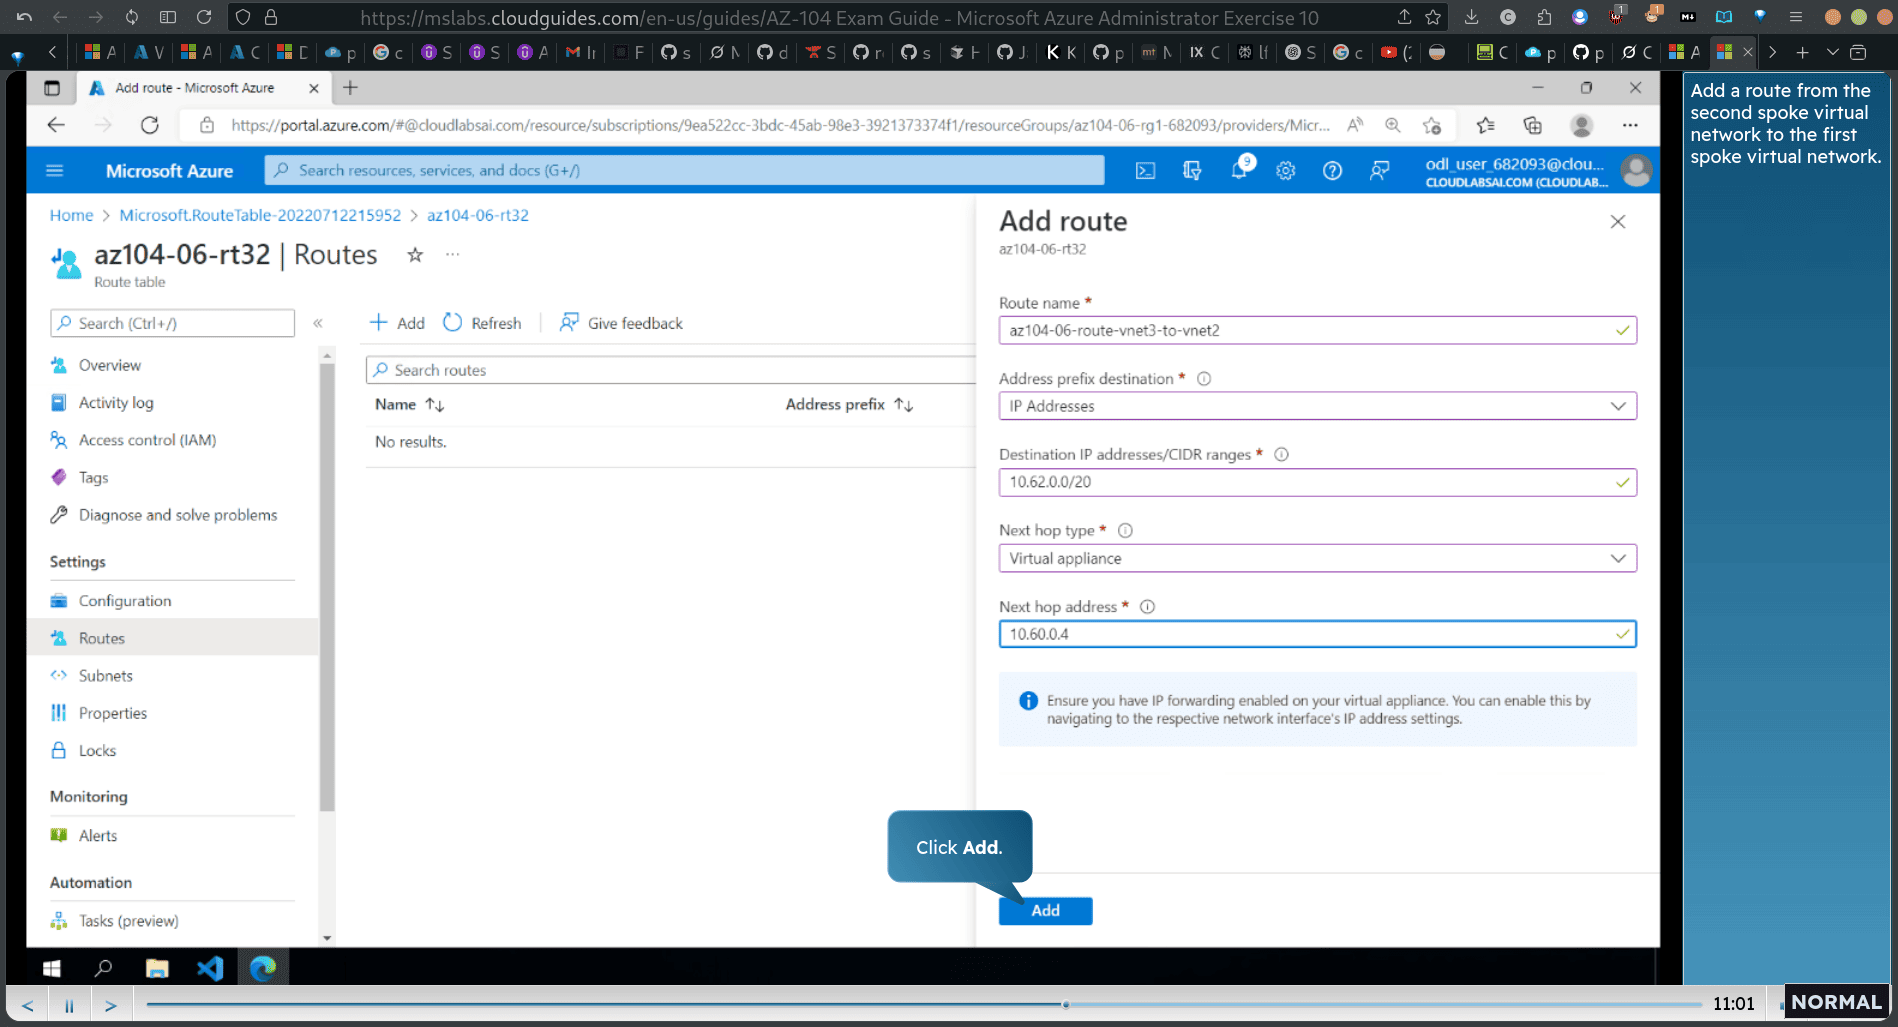 https://mslabs.cloudguides.com/en-us/guides/AZ-104 Exam Guide - Microsoft Azure Administrator Exercise 10
Add route - Microsoft Azure
https://portal.azure.com/#@cloudlabsai.com/resource/subscriptions/9ea522cc-3bdc-45ab-98e3-3921373374f1/resourceGroups/az104-06-rg1-682093/providers/Micr...
Microsoft Azure
Search resources, services, and docs (G+/)
9
odl_user_682093@clou...
CLOUDLABSAI.COM (CLOUDLAB...
Home > Microsoft.RouteTable-20220712215952 > az104-06-rt32
az104-06-rt32 | Routes
Route table
Search (Ctrl+/)
Overview
Activity log
Access control (IAM)
Tags
Diagnose and solve problems
Settings
Configuration
Routes
Subnets
Properties
Locks
Monitoring
Alerts
Automation
Tasks (preview)
Add
Refresh
Give feedback
Search routes
Name
Address prefix
No results.
Add route
az104-06-rt32
Route name *
az104-06-route-vnet3-to-vnet2
Address prefix destination *
IP Addresses
Destination IP addresses/CIDR ranges *
10.62.0.0/20
Next hop type *
Virtual appliance
Next hop address *
10.60.0.4
Ensure you have IP forwarding enabled on your virtual appliance. You can enable this by
navigating to the respective network interface's IP address settings.
Click Add.
Add
Add a route from the
second spoke virtual
network to the first
spoke virtual network.
11:01
NORMAL